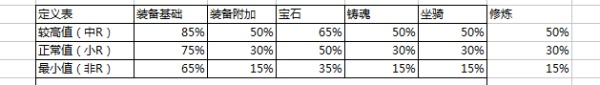 定义表 装备基础 装备附加 宝石 铸魂 坐骑 修炼
较高值（中R） 85% 50% 65% 50% 50% 50%
正常值（小R） 75% 30% 50% 30% 30% 30%
最小值（非R） 65% 15% 35% 15% 15% 15%